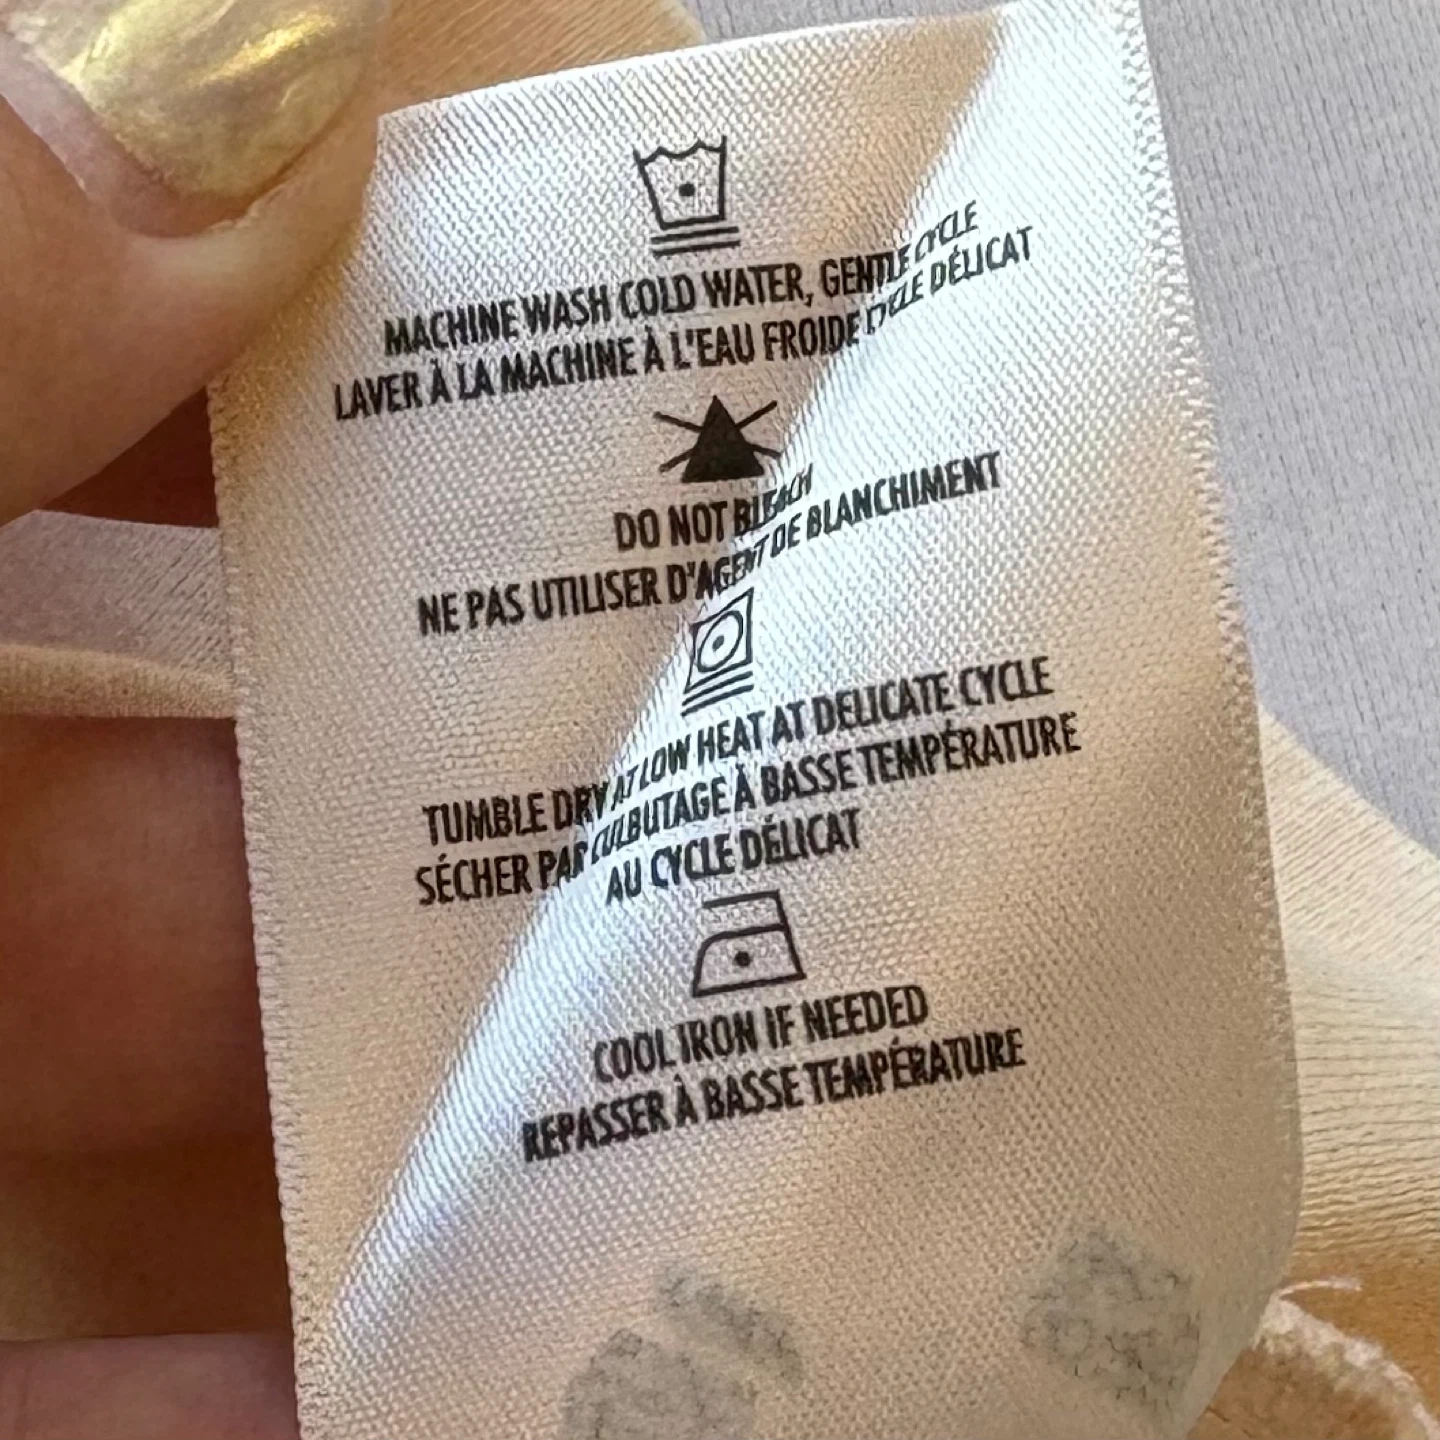 MACHINE WASH COLD WATER, GENTLE CYCLE
LAVER À LA MACHINE À L'EAU FROIDE CYCLE DÉLICAT
DO NOT BLEACH
NE PAS UTILISER D'AGENT DE BLANCHIMENT
TUMBLE DRY AT LOW HEAT AT DELICATE CYCLE
SÉCHER PAR CULBUTAGE À BASSE TEMPÉRATURE
AU CYCLE DÉLICAT
COOL IRON IF NEEDED
REPASSER À BASSE TEMPÉRATURE